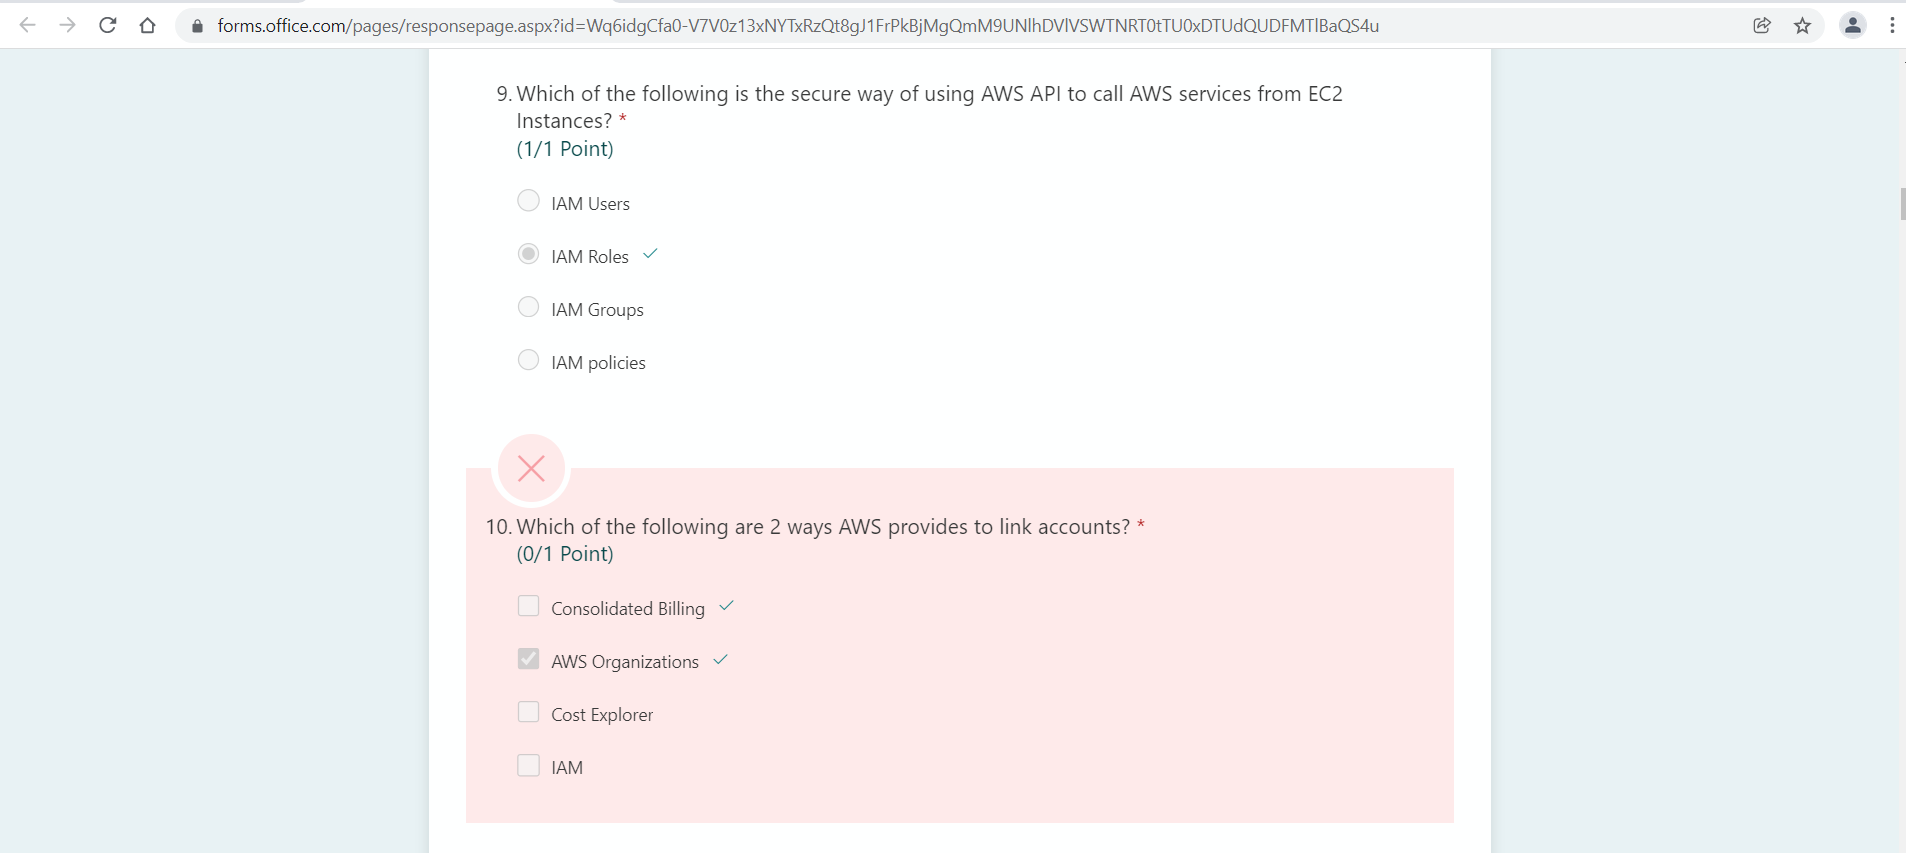 forms.office.com/pages/responsepage.aspx?id=Wq6idgCfa0-V7V0z13xNYTxRzQt8gJ1FrPkBjMgQmM9UNlhDVlVSWTNRT0tTU0xDTUdQUDFMTlBaQS4u
9. Which of the following is the secure way of using AWS API to call AWS services from EC2
Instances? *
(1/1 Point)
IAM Users
IAM Roles
IAM Groups
IAM policies
10. Which of the following are 2 ways AWS provides to link accounts? *
(0/1 Point)
Consolidated Billing
AWS Organizations
Cost Explorer
IAM